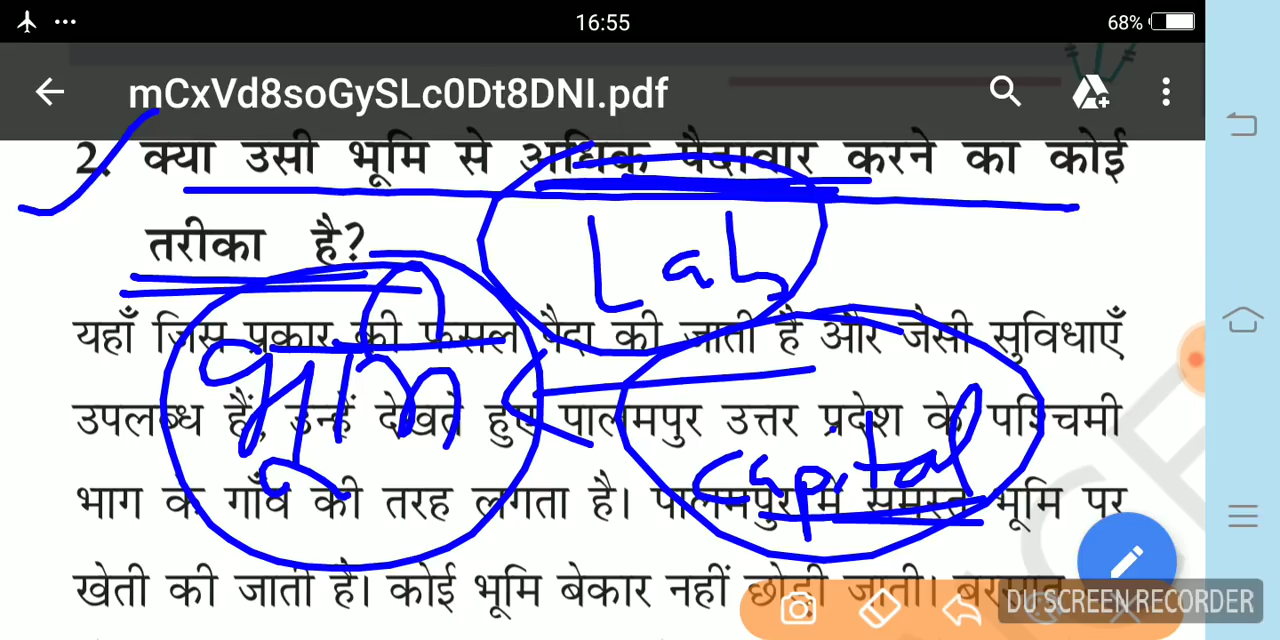 16:55 68%
mCxVd8soGySLc0Dt8DNI.pdf
2. क्या उसी भूमि से अधिक पैदावार करने का कोई
तरीका है?
Lab
यहाँ जिस प्रकार की फसल पैदा की जाती है और जैसी सुविधाएँ
भूमि
उपलब्ध हैं, उन्हें देखते हुए पालमपुर उत्तर प्रदेश के पश्चिमी
capital
भाग के गाँव की तरह लगता है। पालमपुर में समस्त भूमि पर
खेती की जाती है। कोई भूमि बेकार नहीं छोड़ी जाती। बरसात
DU SCREEN RECORDER